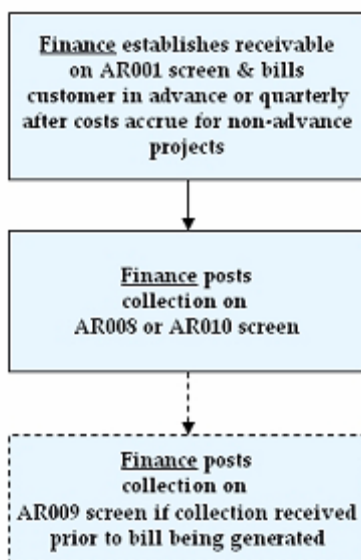 Finance establishes receivable
on AR001 screen & bills
customer in advance or quarterly
after costs accrue for non-advance
projects
Finance posts
collection on
AR008 or AR010 screen
Finance posts
collection on
AR009 screen if collection received
prior to bill being generated